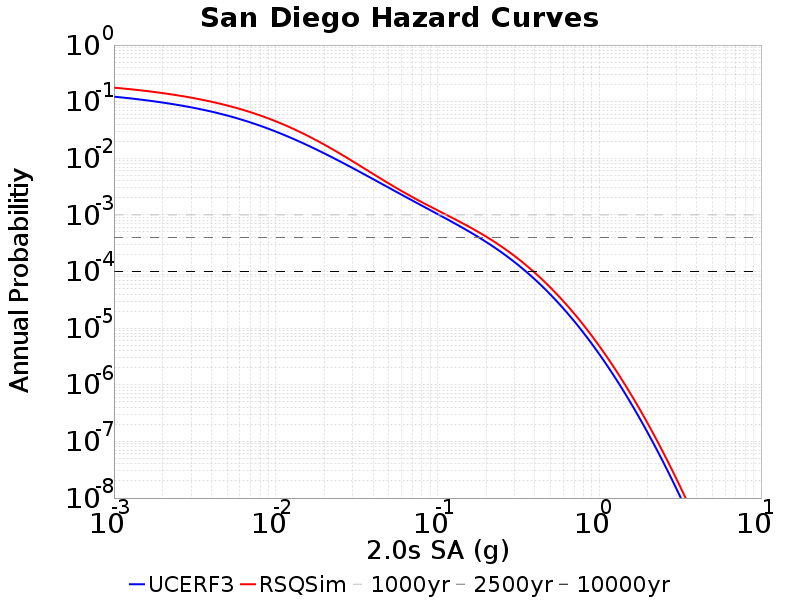 San Diego Hazard Curves
Annual Probabilitiy
10^0
10^-1
10^-2
10^-3
10^-4
10^-5
10^-6
10^-7
10^-8
10^-3 10^-2 10^-1 10^0 10^1
2.0s SA (g)
UCERF3 RSQSim 1000yr 2500yr 10000yr